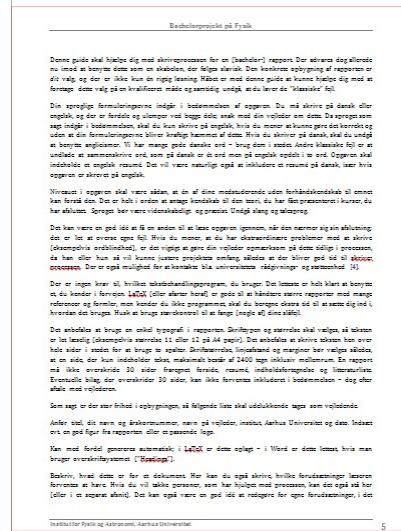 Bachelorprojekt på Fysik
Denne guide skal hjælpe dig med skriveprocessen for en [bachelor-] rapport. Der advares dog allerede
nu imod at benytte dette som en skabelon, der følges slavisk. Den konkrete opbygning af rapporten er
dit valg, og der er ikke kun én rigtig løsning. Håbet er med denne guide at kunne hjælpe dig med at
foretage dette valg på en kvalificeret måde og samtidig undgå, at du laver de "klassiske" fejl.
Din sproglige formuleringsevne indgår i bedømmelsen af opgaven. Du må skrive på dansk eller
engelsk, og der er fordele og ulemper ved begge dele; snak med din vejleder om dette. Da sproget som
sagt indgår i bedømmelsen, skal du kun skrive på engelsk, hvis du mener at kunne gøre det korrekt og
uden at din formuleringsevne bliver kraftigt hæmmet af dette. Hvis du skriver på dansk, skal du undgå
at benytte anglicismer. Vi har mange gode danske ord – brug dem i stedet. Andre klassiske fejl er at
undlade at sammenskrive ord, som på dansk er ét ord men på engelsk opdelt i to ord. Opgaven skal
indeholde et engelsk resumé. Det vil være naturligt også at inkludere et resumé på dansk, især hvis
opgaven er skrevet på engelsk.
Niveauet i opgaven skal være sådan, at én af dine medstuderende uden forhåndskendskab til emnet
kan forstå den. Det er helt i orden at antage kendskab til den teori, du har fået præsenteret i kurser, du
har afsluttet. Sproget bør være videnskabeligt og præcist. Undgå slang og talesprog.
Det kan være en god idé at få en anden til at læse opgaven igennem, når den nærmer sig sin afslutning;
det er let at overse egne fejl. Hvis du mener, at du har ekstraordinære problemer med at skrive
[eksempelvis ordblindhed], er det vigtigt at gøre din vejleder opmærksom på dette tidligt i processen,
da han eller hun så vil kunne justere projektets omfang, således at der bliver god tid til skriver
processen. Der er også mulighed for at kontakte bla. universitetets rådgivnings- og støtteenhed [4].
Der er ingen krav til, hvilket tekstbehandlingsprogram, du bruger. Det letteste er helt klart at benytte
et, du kender i forvejen. LaTeX [eller afarter heraf] er gode til at håndtere større rapporter med mange
referencer og formler, men kender du ikke programmet, skal du beregne ekstra tid til at sætte dig ind i,
hvordan det bruges. Husk at bruge stavekontrol til at fange [nogle af] dine slåfejl.
Det anbefales at bruge en enkel typografi i rapporten. Skrifttypen og størrelse skal vælges, så teksten
er let læselig [eksempelvis størrelse 11 eller 12 på A4 papir]. Det anbefales at skrive teksten hen over
hele siden i stedet for at bruge to spalter. Skriftstørrelse, linjeafstand og marginer bør vælges således,
at en side, der kun indeholder tekst, maksimalt består af 2400 tegn inklusiv mellemrum. En rapport
må ikke overskride 30 sider fraregnet forside, resumé, indholdsfortegnelse og litteraturliste.
Eventuelle bilag, der overskrider 30 sider, kan ikke forventes inkluderet i bedømmelsen – dog efter
aftale med vejlederen.
Som sagt er der stor frihed i opbygningen, så følgende liste skal udelukkende tages som vejledende.
Anfør titel, dit navn og årskortnummer, navn på vejleder, institut, Aarhus Universitet og dato. Indsæt
evt. en god figur fra rapporten eller et passende logo.
Kan med fordel genereres automatisk; i LaTeX er dette oplagt – i Word er dette lettest, hvis man
bruger overskriftsystemet ["Headings"].
Beskriv, hvad dette er for et dokument. Her kan du også skrive, hvilke forudsætninger læseren
forventes at have. Hvis du vil takke personer, som har hjulpet med processen, kan det også stå her
[eller i et separat afsnit]. Det kan også være en god idé at redegøre for egne forudsætninger, i det
Institut for Fysik og Astronomi, Aarhus Universitet
5